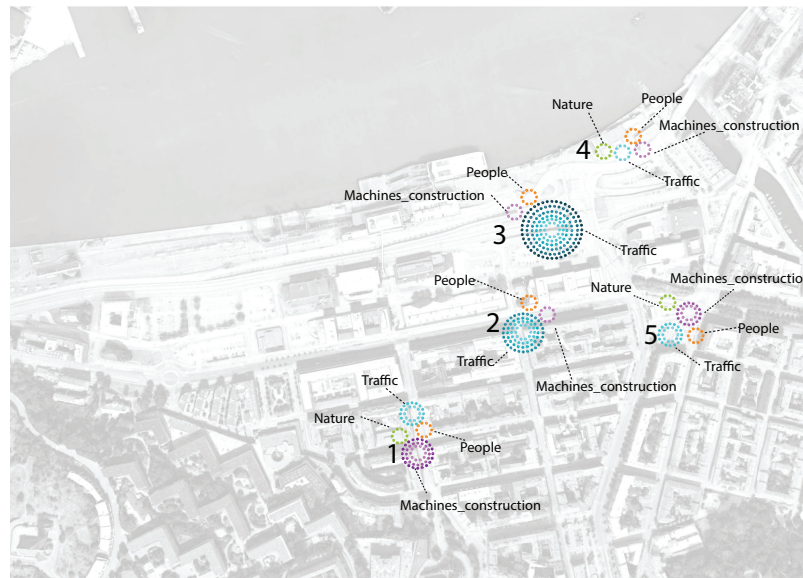 Nature
People
Machines_construction
4
Traffic
People
Machines_construction
3
Traffic
People
Nature
Machines_constructio
2
5
People
Traffic
Traffic
Machines_construction
Traffic
Nature
1
People
Machines_construction